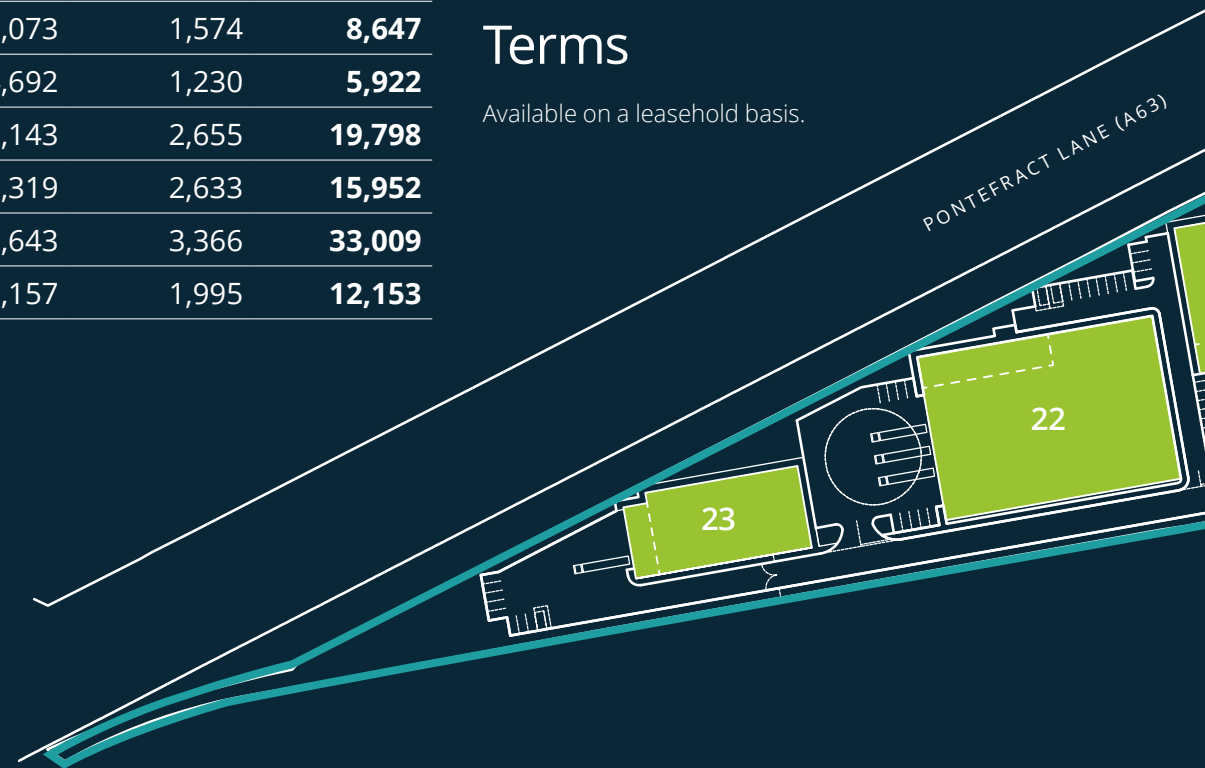 ,073 1,574 8,647
,692 1,230 5,922
,143 2,655 19,798
,319 2,633 15,952
,643 3,366 33,009
,157 1,995 12,153
Terms
Available on a leasehold basis.
PONTEFRACT LANE (A63)
22
23